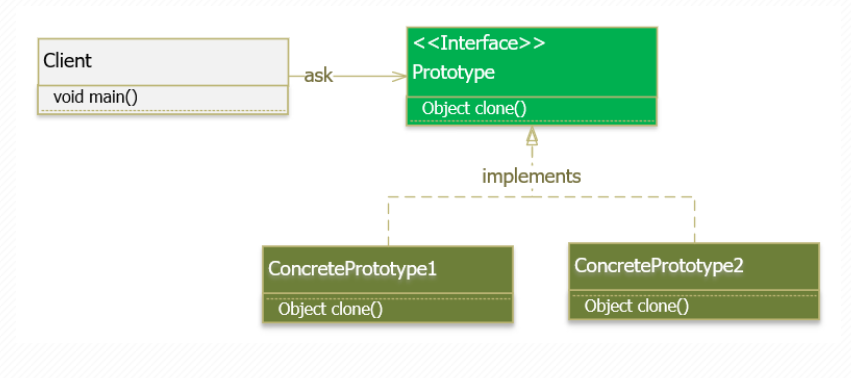 Client
void main()
ask
<<Interface>>
Prototype
Object clone()
implements
ConcretePrototype1
Object clone()
ConcretePrototype2
Object clone()